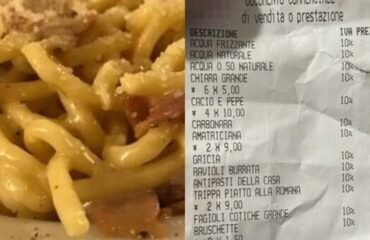 DOCUMENTO COMMERCIALE
di vendita o prestazione
DESCRIZIONE IVA PREZ
ACQUA FRIZZANTE 10%
ACQUA NATURALE 10%
ACQUA 0 50 NATURALE 10%
CHIARA GRANDE 10%
* 6 X 5,00
CACIO E PEPE 10%
* 4 X 10,00
CARBONARA 10%
AMATRICIANA 10%
* 2 X 9,00
GRICIA 10%
RAVIOLI BURRATA 10%
ANTIPASTI DELLA CASA 10%
TRIPPA PIATTO ALLA ROMANA 10%
* 2 X 9,00
FAGIOLI COTICHE GRANDE 10%
BRUSCHETTE 10%